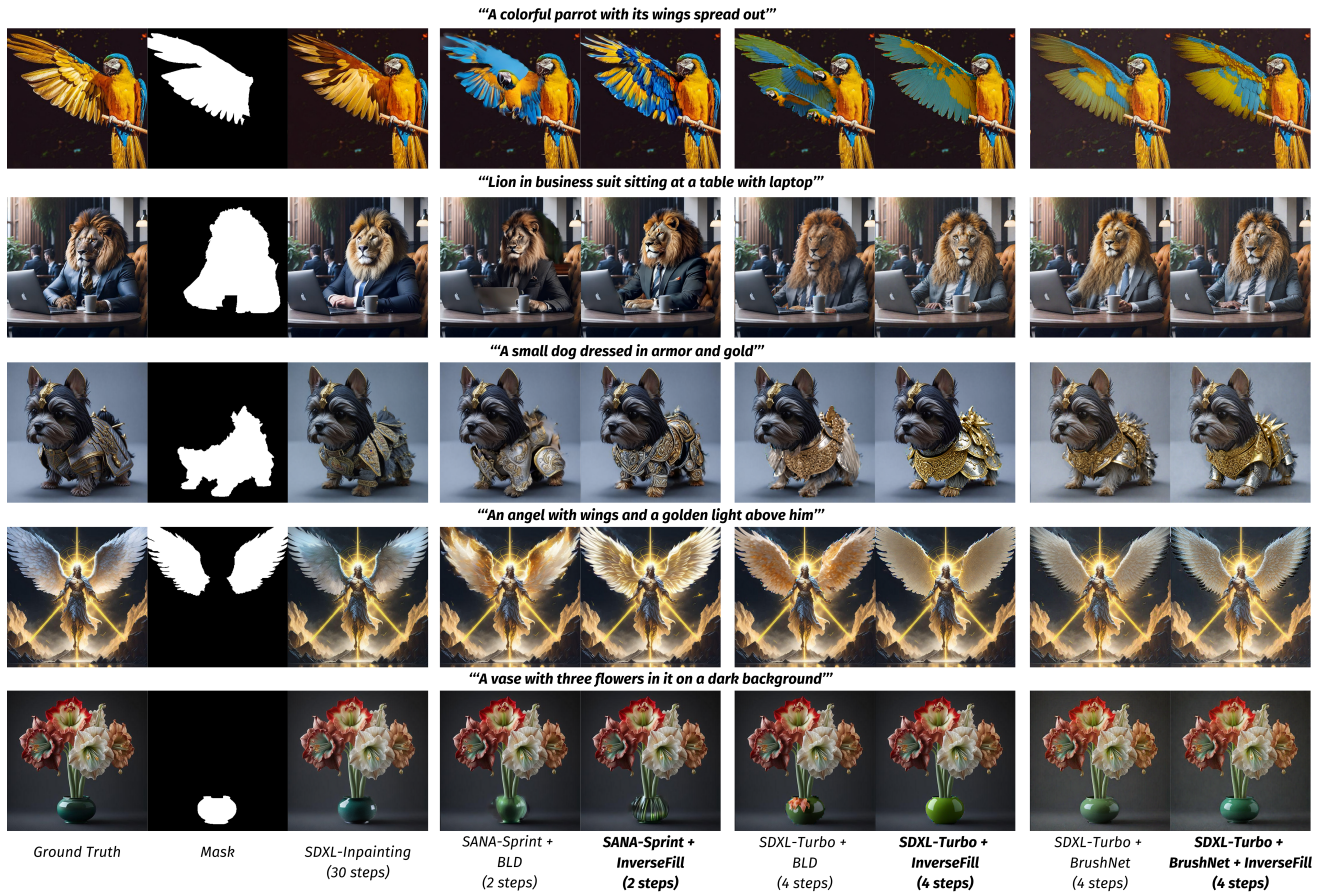 “‘“A colorful parrot with its wings spread out”’”
“‘“Lion in business suit sitting at a table with laptop”’”
“‘“A small dog dressed in armor and gold”’”
“‘“An angel with wings and a golden light above him”’”
“‘“A vase with three flowers in it on a dark background”’”
Ground Truth
Mask
SDXL-Inpainting
(30 steps)
SANA-Sprint +
BLD
(2 steps)
SANA-Sprint +
InverseFill
(2 steps)
SDXL-Turbo +
BLD
(4 steps)
SDXL-Turbo +
InverseFill
(4 steps)
SDXL-Turbo +
BrushNet
(4 steps)
SDXL-Turbo +
BrushNet + InverseFill
(4 steps)